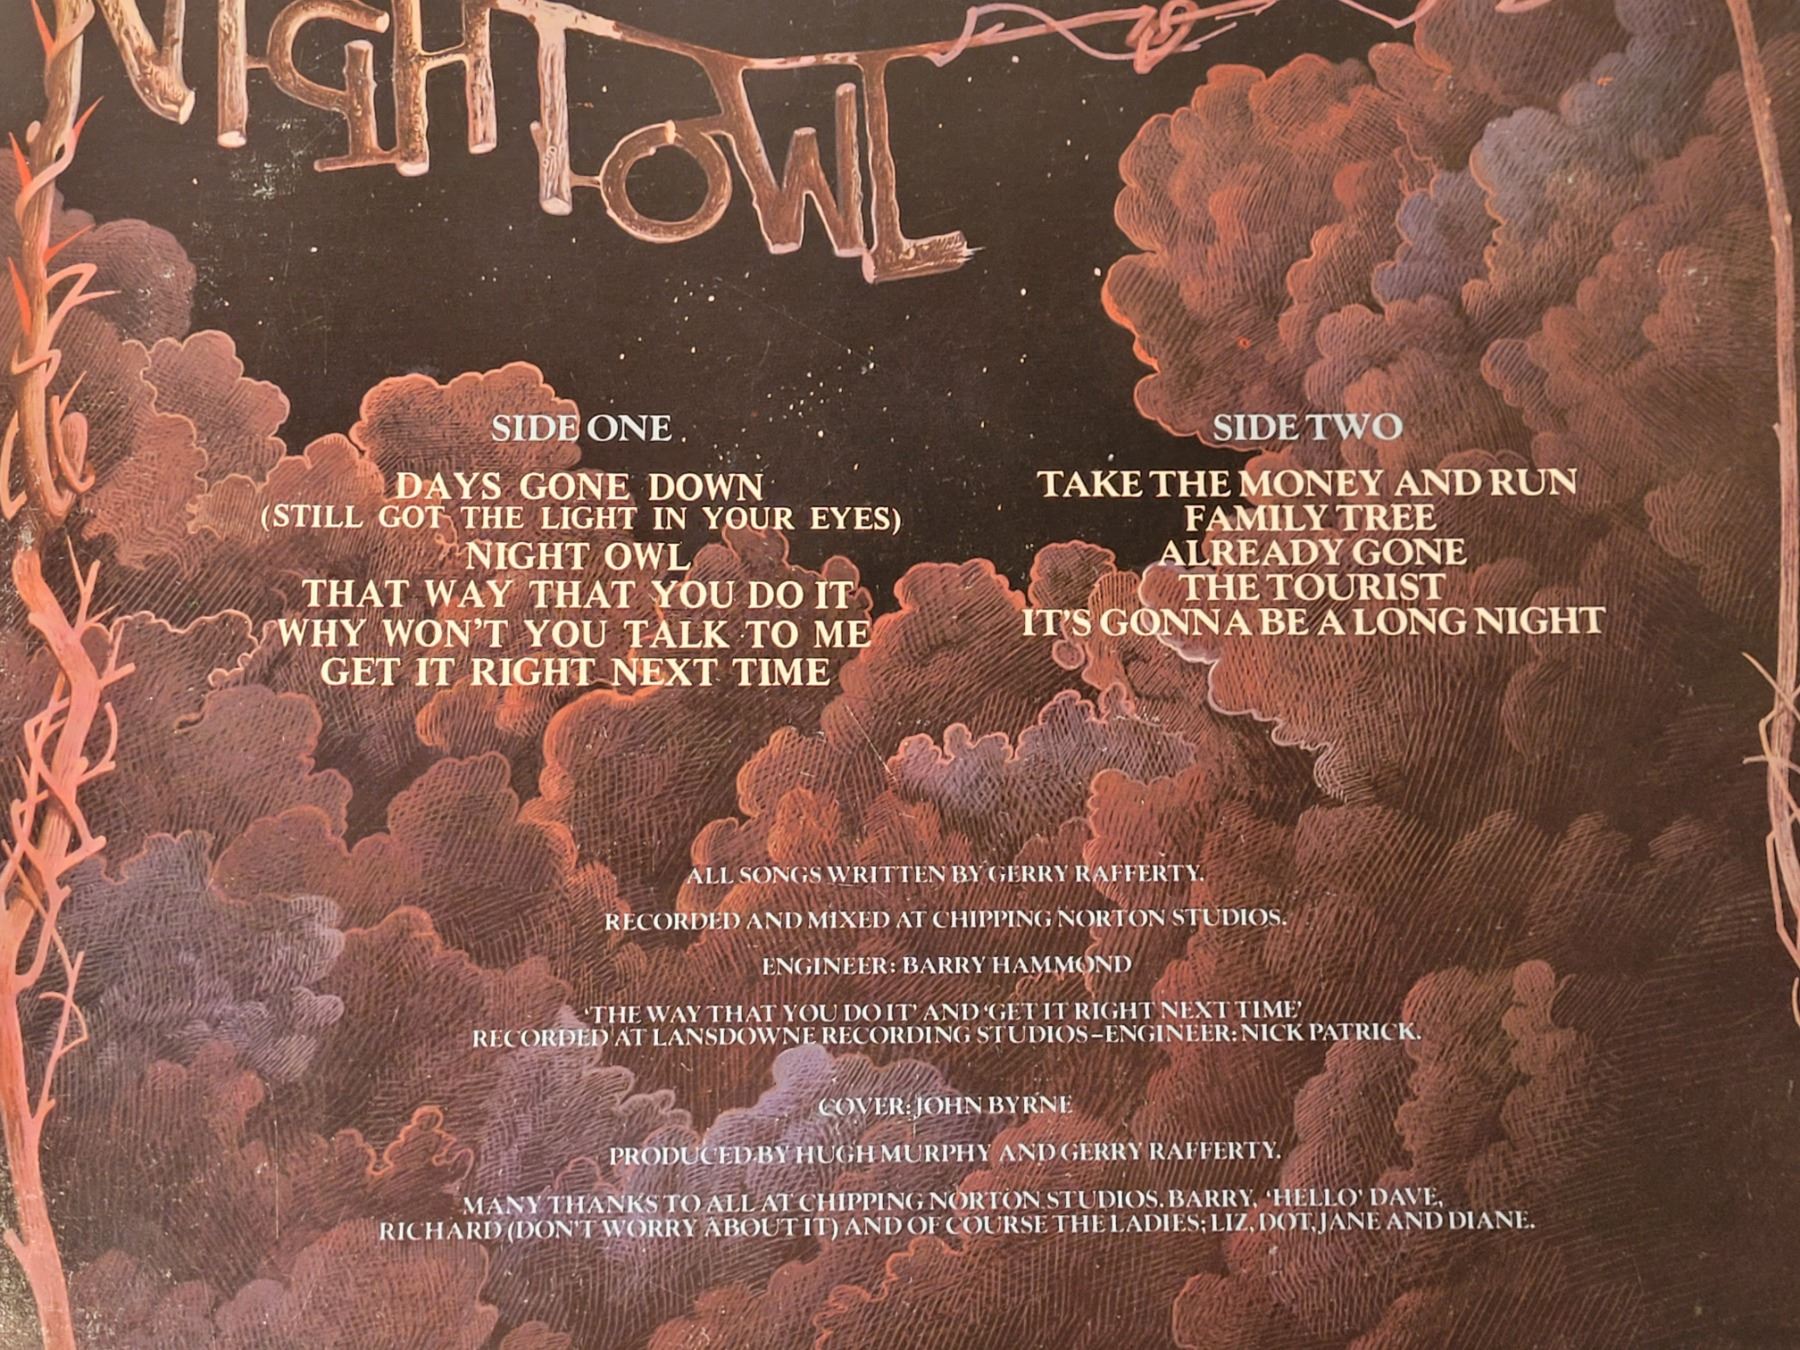 NIGHT OWL
SIDE ONE
DAYS GONE DOWN
(STILL GOT THE LIGHT IN YOUR EYES)
NIGHT OWL
THAT WAY THAT YOU DO IT
WHY WON'T YOU TALK TO ME
GET IT RIGHT NEXT TIME
SIDE TWO
TAKE THE MONEY AND RUN
FAMILY TREE
ALREADY GONE
THE TOURIST
IT'S GONNA BE A LONG NIGHT
ALL SONGS WRITTEN BY GERRY RAFFERTY.
RECORDED AND MIXED AT CHIPPING NORTON STUDIOS.
ENGINEER: BARRY HAMMOND
'THE WAY THAT YOU DO IT' AND 'GET IT RIGHT NEXT TIME'
RECORDED AT LANSDOWNE RECORDING STUDIOS–ENGINEER: NICK PATRICK.
COVER: JOHN BYRNE
PRODUCED BY HUGH MURPHY AND GERRY RAFFERTY.
MANY THANKS TO ALL AT CHIPPING NORTON STUDIOS, BARRY, 'HELLO' DAVE,
RICHARD (DON'T WORRY ABOUT IT) AND OF COURSE THE LADIES; LIZ, DOT, JANE AND DIANE.